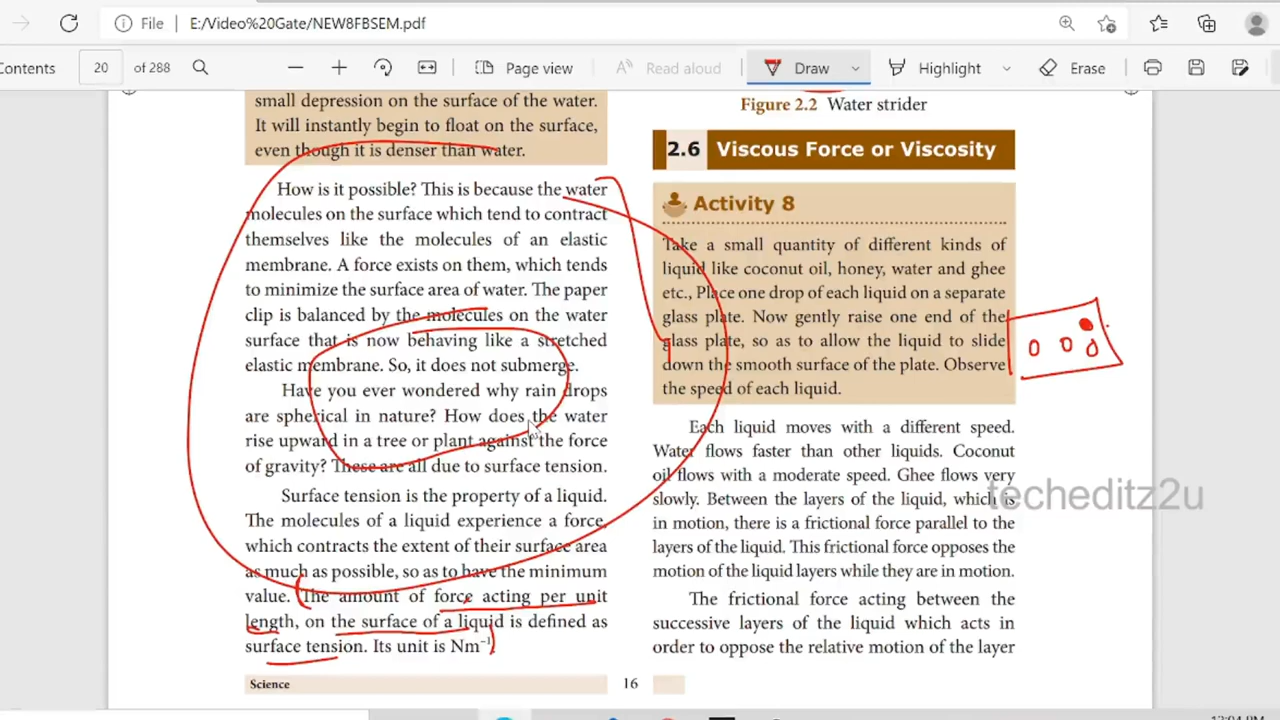 File
E:/Video%20Gate/NEW8FBSEM.pdf
Contents
20
of 288
Page view
Read aloud
Draw
Highlight
Erase
small depression on the surface of the water.
It will instantly begin to float on the surface,
even though it is denser than water.
How is it possible? This is because the water
molecules on the surface which tend to contract
themselves like the molecules of an elastic
membrane. A force exists on them, which tends
to minimize the surface area of water. The paper
clip is balanced by the molecules on the water
surface that is now behaving like a stretched
elastic membrane. So, it does not submerge.
Have you ever wondered why rain drops
are spherical in nature? How does the water
rise upward in a tree or plant against the force
of gravity? These are all due to surface tension.
Surface tension is the property of a liquid.
The molecules of a liquid experience a force,
which contracts the extent of their surface area
as much as possible, so as to have the minimum
value. The amount of force acting per unit
length, on the surface of a liquid is defined as
surface tension. Its unit is Nm⁻¹
Figure 2.2 Water strider
2.6 Viscous Force or Viscosity
Activity 8
Take a small quantity of different kinds of
liquid like coconut oil, honey, water and ghee
etc., Place one drop of each liquid on a separate
glass plate. Now gently raise one end of the
glass plate, so as to allow the liquid to slide
down the smooth surface of the plate. Observe
the speed of each liquid.
Each liquid moves with a different speed.
Water flows faster than other liquids. Coconut
oil flows with a moderate speed. Ghee flows very
slowly. Between the layers of the liquid, which is
in motion, there is a frictional force parallel to the
layers of the liquid. This frictional force opposes the
motion of the liquid layers while they are in motion.
The frictional force acting between the
successive layers of the liquid which acts in
order to oppose the relative motion of the layer
techeditz2u
Science
16